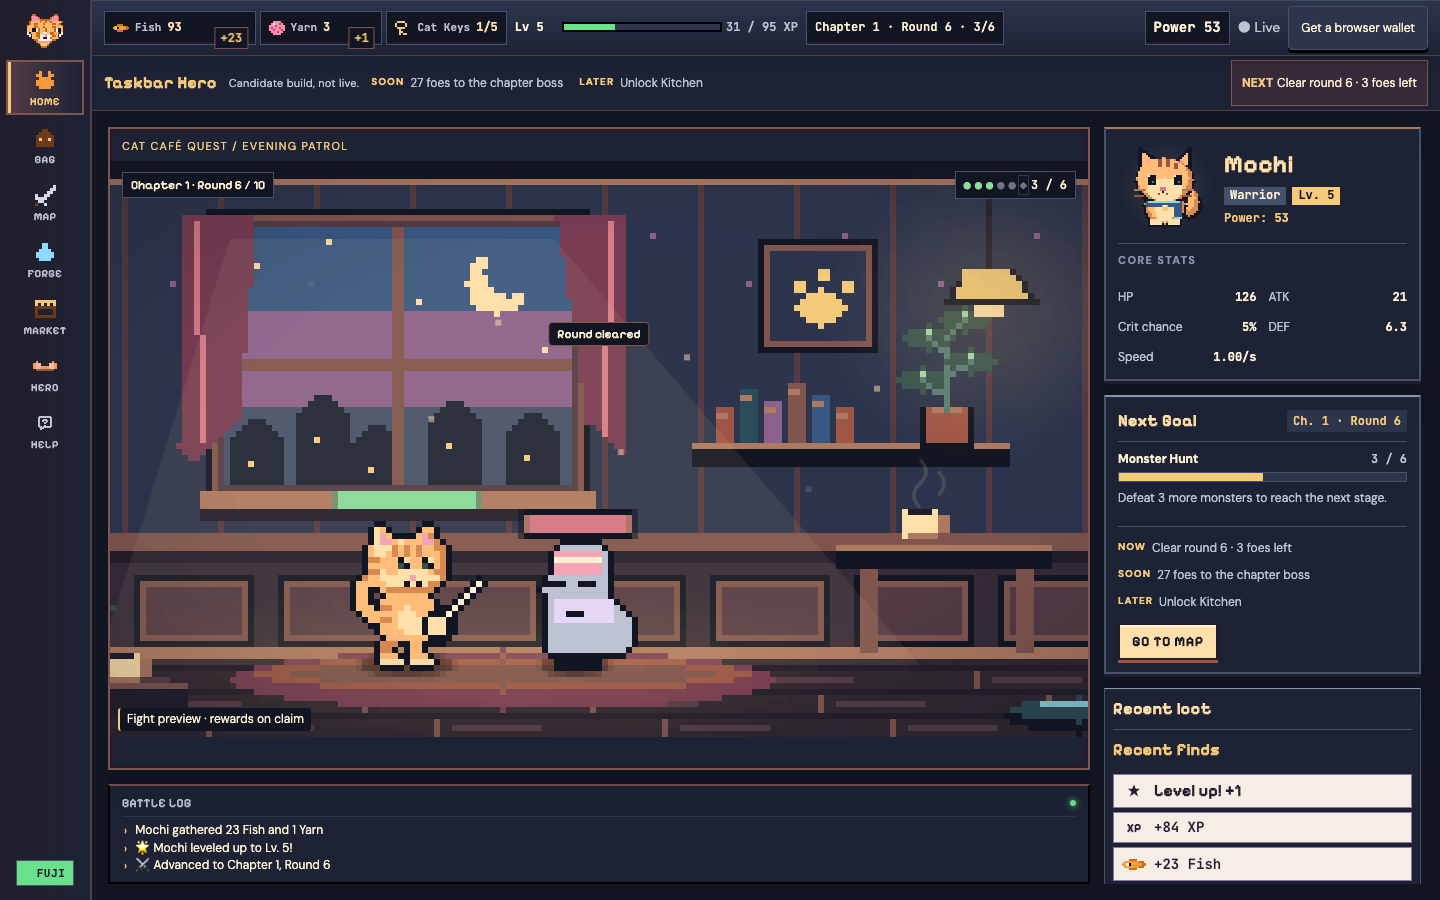 Fish 93
+23
Yarn 3
+1
Cat Keys 1/5
Lv 5
31 / 95 XP
Chapter 1 · Round 6 · 3/6
Power 53
Live
Get a browser wallet
HOME
BAG
MAP
FORGE
MARKET
HERO
HELP
FUJI
Taskbar Hero
Candidate build, not live.
SOON 27 foes to the chapter boss
LATER Unlock Kitchen
NEXT Clear round 6 · 3 foes left
CAT CAFÉ QUEST / EVENING PATROL
Chapter 1 · Round 6 / 10
3 / 6
Round cleared
Fight preview · rewards on claim
BATTLE LOG
› Mochi gathered 23 Fish and 1 Yarn
› 🌟 Mochi leveled up to Lv. 5!
› ⚔️ Advanced to Chapter 1, Round 6
Mochi
Warrior Lv. 5
Power: 53
CORE STATS
HP 126 ATK 21
Crit chance 5% DEF 6.3
Speed 1.00/s
Next Goal
Ch. 1 · Round 6
Monster Hunt 3 / 6
Defeat 3 more monsters to reach the next stage.
NOW Clear round 6 · 3 foes left
SOON 27 foes to the chapter boss
LATER Unlock Kitchen
GO TO MAP
Recent loot
Recent finds
★ Level up! +1
XP +84 XP
+23 Fish